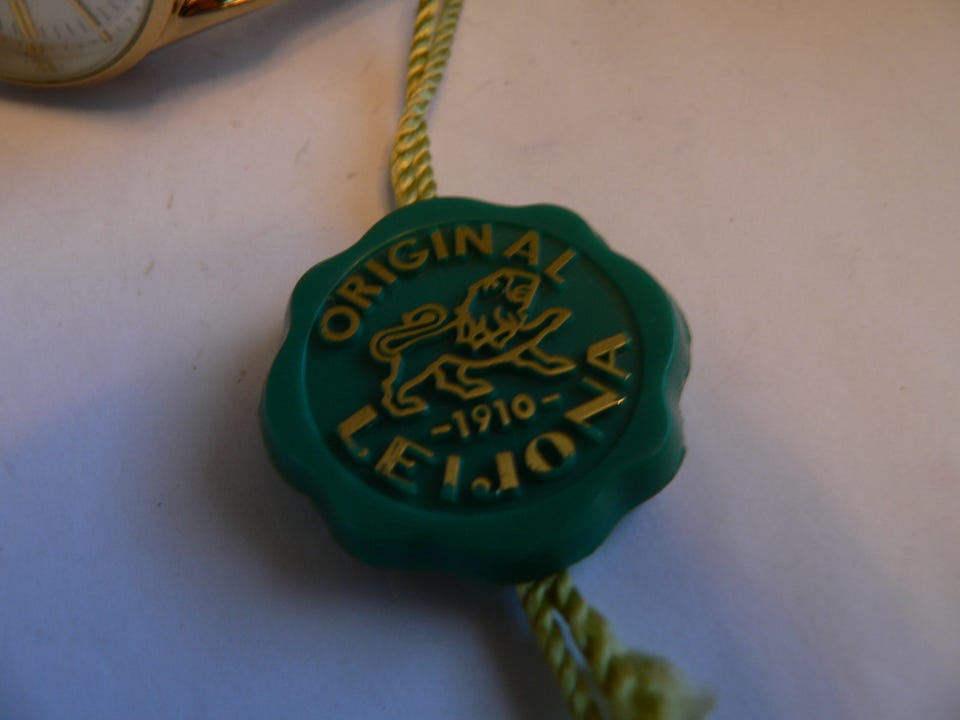 ORIGINAL
-1910-
LEIJONA